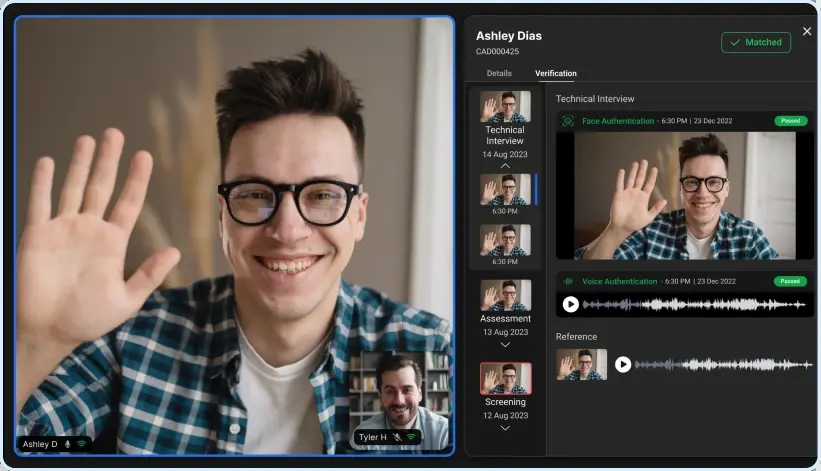 Ashley D
Tyler H
Ashley Dias
CAD000425
Matched
Details
Verification
Technical
Interview
14 Aug 2023
6:30 PM
6:30 PM
Assessment
13 Aug 2023
Screening
12 Aug 2023
Technical Interview
Face Authentication - 6:30 PM | 23 Dec 2022
Passed
Voice Authentication - 6:30 PM | 23 Dec 2022
Passed
Reference